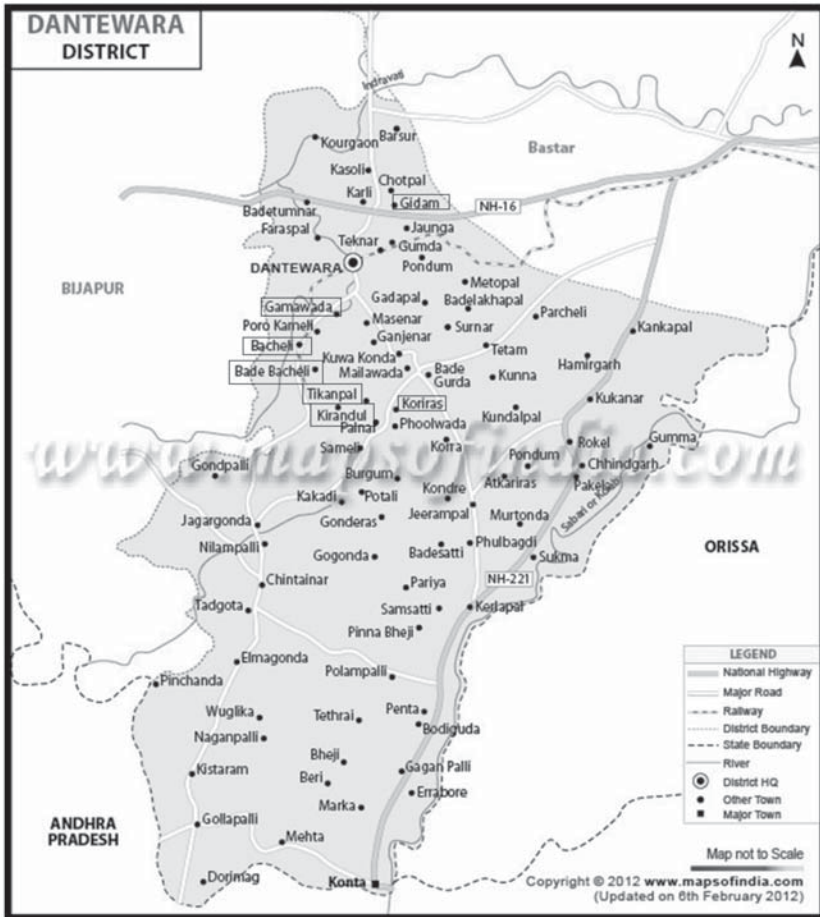 DANTEWARA
DISTRICT
N
Indravati
Kourgaon
Barsur
Bastar
Kasoli
Chotpal
Karli
Gidam
NH-16
Badetumnar
Jaunga
Faraspal
Teknar
Gumda
DANTEWARA
Pondum
BIJAPUR
Metopal
Gadapal
Badelakhapal
Gamawada
Parcheli
Masenar
Surnar
Poro Kameli
Kankapal
Ganjenar
Bacheli
Tetam
Kuwa Konda
Hamirgarh
Bade Bacheli
Mailawada
Bade
Gurda
Kunna
Tikanpal
Kukanar
Kirandul
Koriras
Kundalpal
Palnar
Phoolwada
www.mapsofindia.com
Korra
Rokel
Gumma
Sameli
Pondum
Chhindgarh
Gondpalli
Burgum
Atkariras
Pakela
Potali
Kondre
Kakadi
Jeerampal
Sabari or Kolab
Gonderas
Murtonda
Jagargonda
Nilampalli
Badesatti
Phulbagdi
ORISSA
Gogonda
Sukma
Chintainar
Pariya
NH-221
Tadgota
Samsatti
Kerlapal
Pinna Bheji
Elmagonda
Polampalli
Pinchanda
Wuglika
Tethrai
Penta
Bodiguda
Naganpalli
Bheji
Kistaram
Gagan Palli
Beri
Errabore
Marka
Gollapalli
ANDHRA
PRADESH
Mehta
Dorimag
Konta
LEGEND
National Highway
Major Road
Railway
District Boundary
State Boundary
River
District HQ
Other Town
Major Town
Map not to Scale
Copyright © 2012 www.mapsofindia.com
(Updated on 6th February 2012)